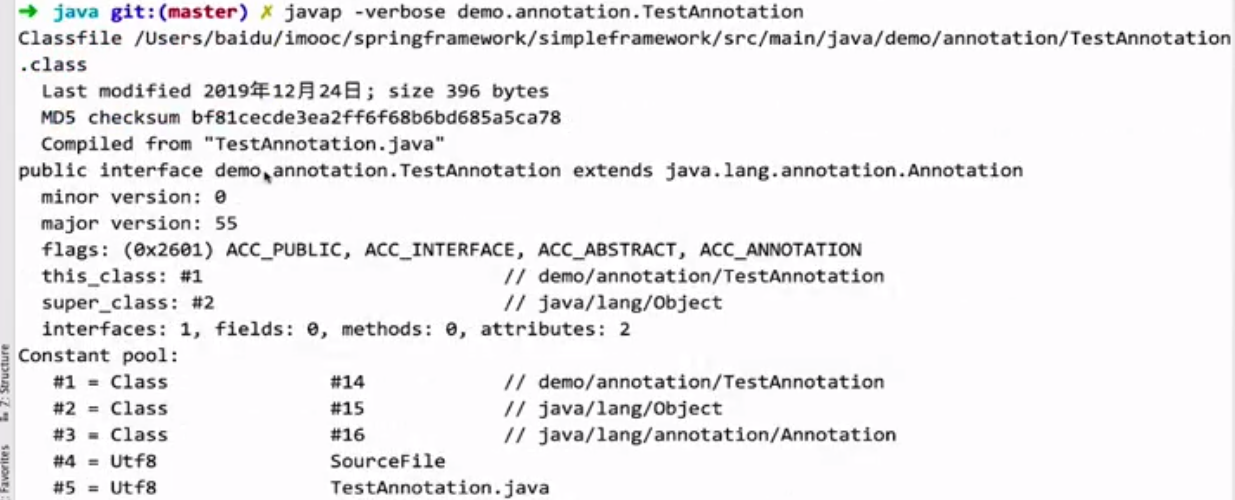 ➜ java git:(master) ✗ javap -verbose demo.annotation.TestAnnotation
Classfile /Users/baidu/imooc/springframework/simpleframework/src/main/java/demo/annotation/TestAnnotation
.class
Last modified 2019年12月24日; size 396 bytes
MD5 checksum bf81cecde3ea2ff6f68b6bd685a5ca78
Compiled from "TestAnnotation.java"
public interface demo.annotation.TestAnnotation extends java.lang.annotation.Annotation
minor version: 0
major version: 55
flags: (0x2601) ACC_PUBLIC, ACC_INTERFACE, ACC_ABSTRACT, ACC_ANNOTATION
this_class: #1 // demo/annotation/TestAnnotation
super_class: #2 // java/lang/Object
interfaces: 1, fields: 0, methods: 0, attributes: 2
Constant pool:
#1 = Class #14 // demo/annotation/TestAnnotation
#2 = Class #15 // java/lang/Object
#3 = Class #16 // java/lang/annotation/Annotation
#4 = Utf8 SourceFile
#5 = Utf8 TestAnnotation.java
7: Structure
Favorites